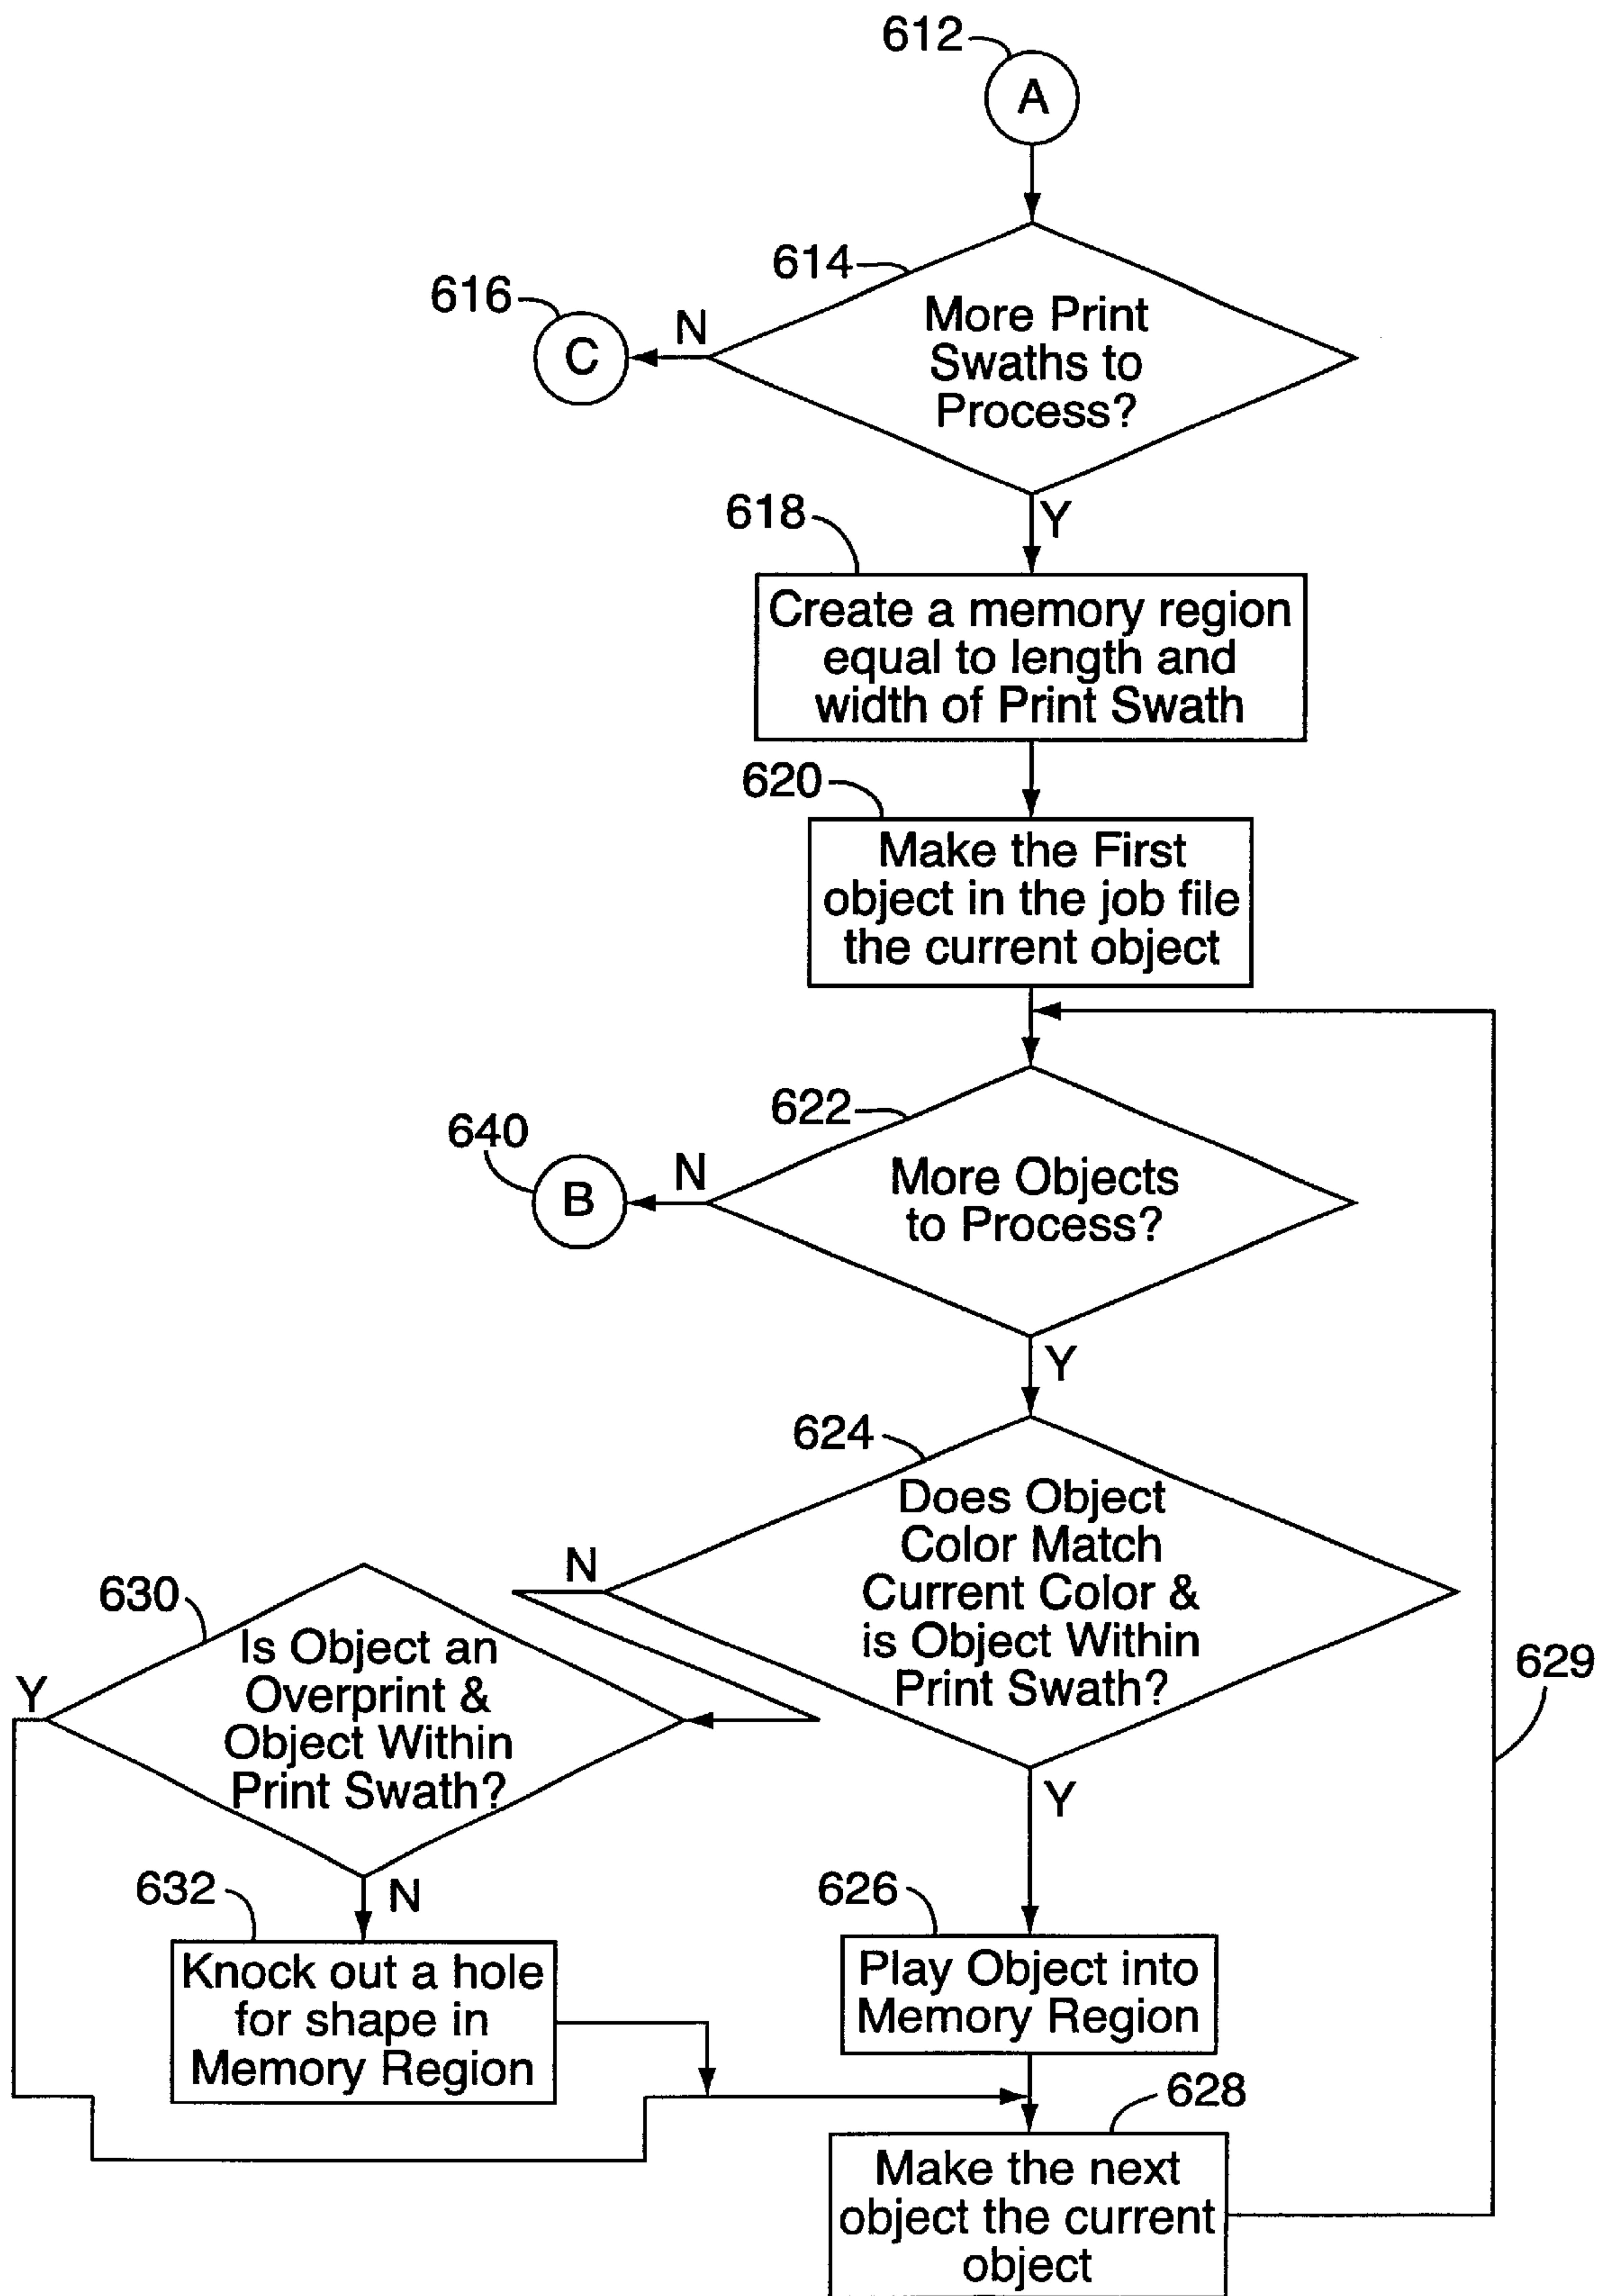 612
A
614
More Print
Swaths to
Process?
616
C
N
Y
618
Create a memory region
equal to length and
width of Print Swath
620
Make the First
object in the job file
the current object
622
More Objects
to Process?
640
B
N
Y
624
Does Object
Color Match
Current Color &
is Object Within
Print Swath?
N
630
Is Object an
Overprint &
Object Within
Print Swath?
Y
629
Y
N
632
Knock out a hole
for shape in
Memory Region
626
Play Object into
Memory Region
628
Make the next
object the current
object